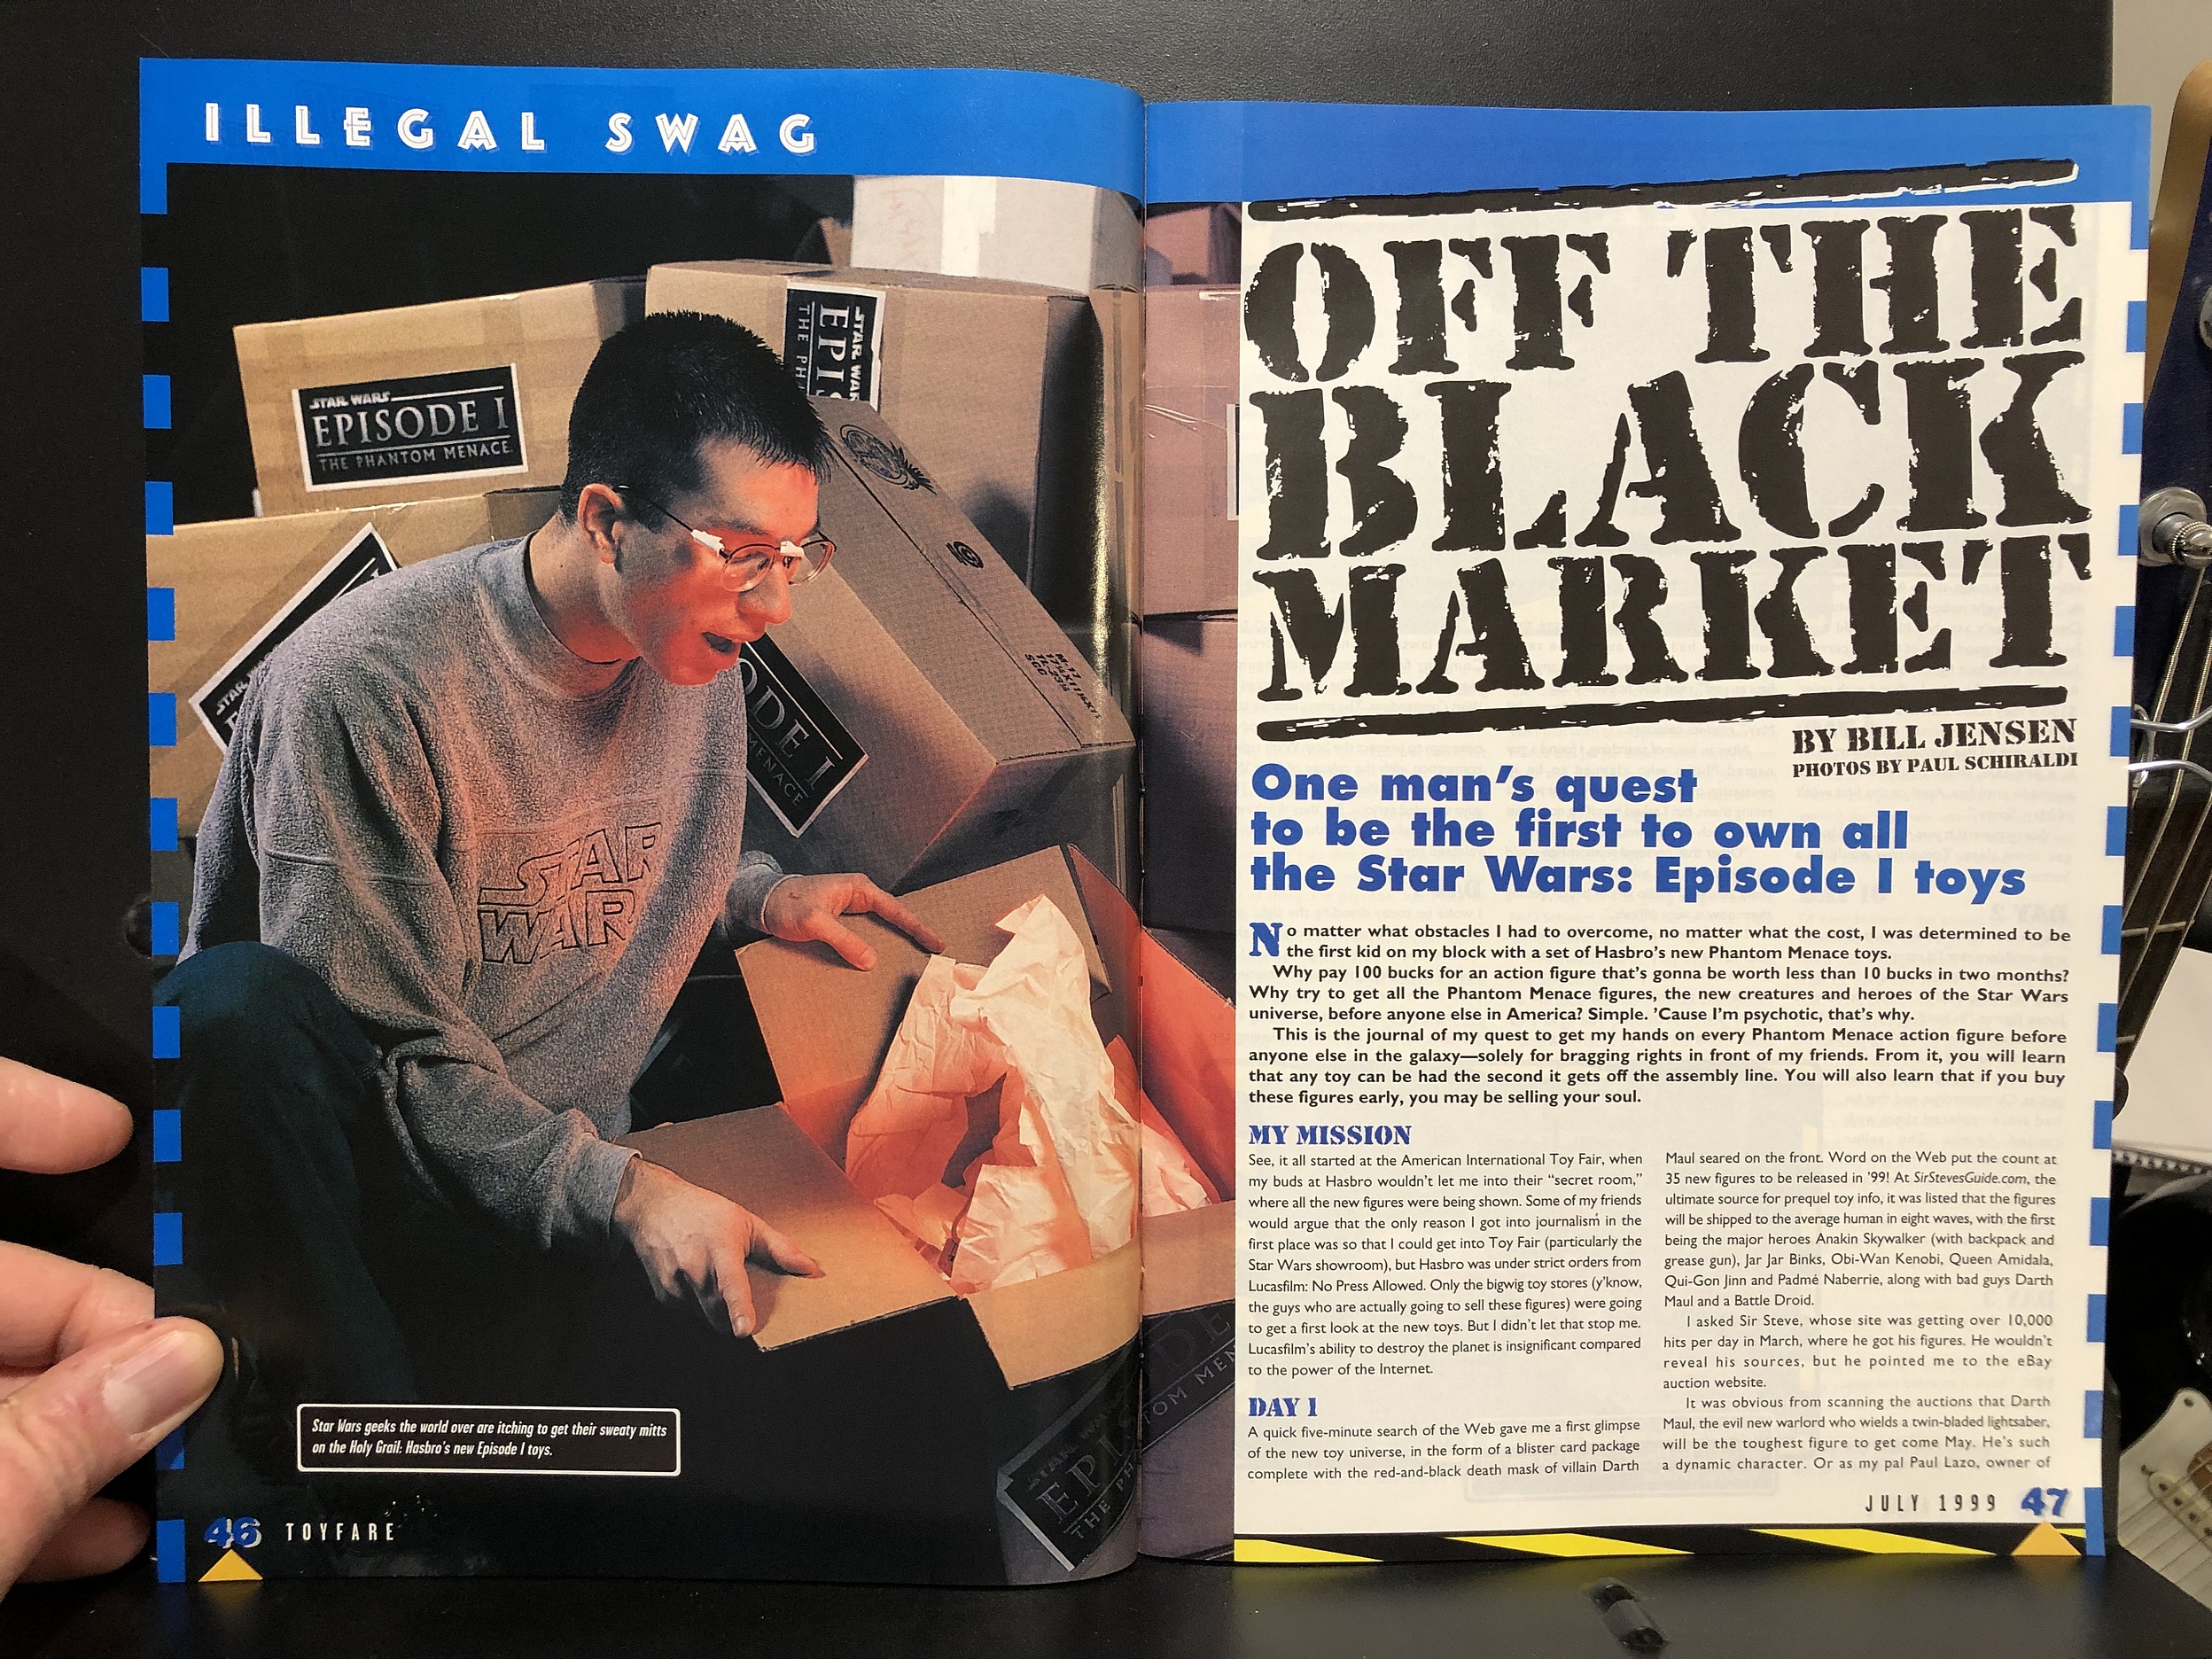 ILLEGAL SWAG
STAR WARS
EPISODE I
THE PHANTOM MENACE
STAR WARS
EPIS
THE PH
STAR
ODE I
MENACE
STAR
WAR
Star Wars geeks the world over are itching to get their sweaty mitts
on the Holy Grail: Hasbro's new Episode I toys.
STAR WA
EPIS
THE PHA
TOM MEN
46 TOYFARE
OFF THE
BLACK
MARKET
BY BILL JENSEN
PHOTOS BY PAUL SCHIRALDI
One man's quest
to be the first to own all
the Star Wars: Episode I toys
No matter what obstacles I had to overcome, no matter what the cost, I was determined to be
the first kid on my block with a set of Hasbro's new Phantom Menace toys.
Why pay 100 bucks for an action figure that's gonna be worth less than 10 bucks in two months?
Why try to get all the Phantom Menace figures, the new creatures and heroes of the Star Wars
universe, before anyone else in America? Simple. 'Cause I'm psychotic, that's why.
This is the journal of my quest to get my hands on every Phantom Menace action figure before
anyone else in the galaxy—solely for bragging rights in front of my friends. From it, you will learn
that any toy can be had the second it gets off the assembly line. You will also learn that if you buy
these figures early, you may be selling your soul.
MY MISSION
See, it all started at the American International Toy Fair, when
my buds at Hasbro wouldn't let me into their "secret room,"
where all the new figures were being shown. Some of my friends
would argue that the only reason I got into journalism in the
first place was so that I could get into Toy Fair (particularly the
Star Wars showroom), but Hasbro was under strict orders from
Lucasfilm: No Press Allowed. Only the bigwig toy stores (y'know,
the guys who are actually going to sell these figures) were going
to get a first look at the new toys. But I didn't let that stop me.
Lucasfilm's ability to destroy the planet is insignificant compared
to the power of the Internet.
DAY 1
A quick five-minute search of the Web gave me a first glimpse
of the new toy universe, in the form of a blister card package
complete with the red-and-black death mask of villain Darth
Maul seared on the front. Word on the Web put the count at
35 new figures to be released in '99! At SirStevesGuide.com, the
ultimate source for prequel toy info, it was listed that the figures
will be shipped to the average human in eight waves, with the first
being the major heroes Anakin Skywalker (with backpack and
grease gun), Jar Jar Binks, Obi-Wan Kenobi, Queen Amidala,
Qui-Gon Jinn and Padmé Naberrie, along with bad guys Darth
Maul and a Battle Droid.
I asked Sir Steve, whose site was getting over 10,000
hits per day in March, where he got his figures. He wouldn't
reveal his sources, but he pointed me to the eBay
auction website.
It was obvious from scanning the auctions that Darth
Maul, the evil new warlord who wields a twin-bladed lightsaber,
will be the toughest figure to get come May. He's such
a dynamic character. Or as my pal Paul Lazo, owner of
JULY 1999 47